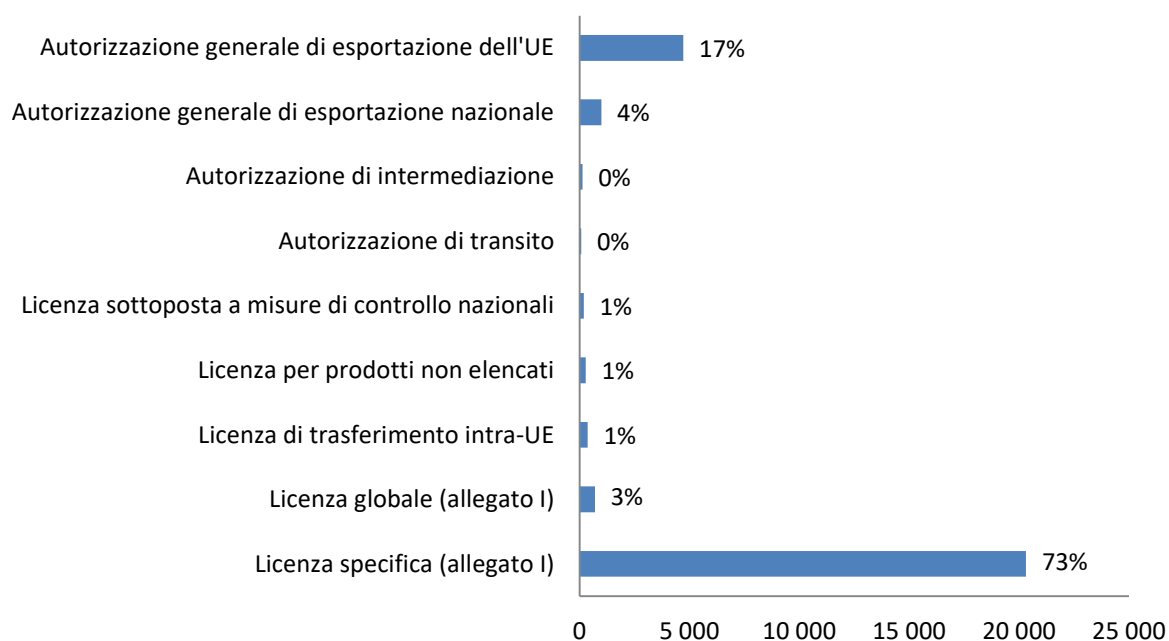 Autorizzazione generale di esportazione dell'UE 17%
Autorizzazione generale di esportazione nazionale 4%
Autorizzazione di intermediazione 0%
Autorizzazione di transito 0%
Licenza sottoposta a misure di controllo nazionali 1%
Licenza per prodotti non elencati 1%
Licenza di trasferimento intra-UE 1%
Licenza globale (allegato I) 3%
Licenza specifica (allegato I) 73%
0 5 000 10 000 15 000 20 000 25 000